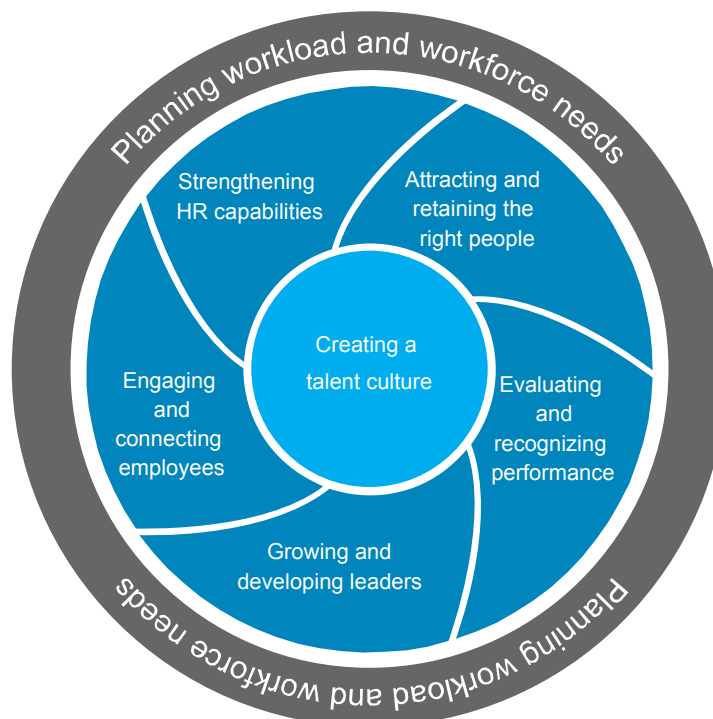 Planning workload and workforce needs
Strengthening
HR capabilities
Attracting and
retaining the
right people
Creating a
talent culture
Engaging
and
connecting
employees
Evaluating
and
recognizing
performance
Growing and
developing leaders
Planning workload and workforce needs